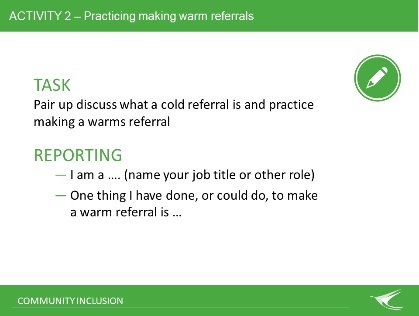 ACTIVITY 2 – Practicing making warm referrals
TASK
Pair up discuss what a cold referral is and practice
making a warms referral
REPORTING
— I am a .... (name your job title or other role)
— One thing I have done, or could do, to make
a warm referral is ...
COMMUNITY INCLUSION